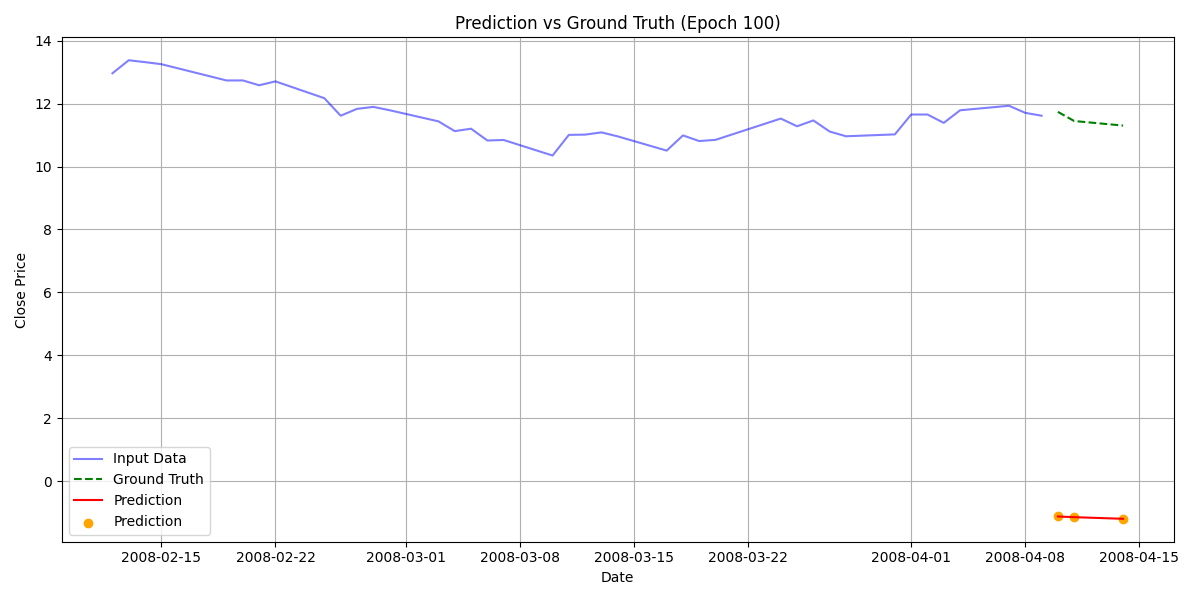 Prediction vs Ground Truth (Epoch 100)
Close Price
14
12
10
8
6
4
2
0
Input Data
Ground Truth
Prediction
Prediction
2008-02-15
2008-02-22
2008-03-01
2008-03-08
2008-03-15
2008-03-22
2008-04-01
2008-04-08
2008-04-15
Date